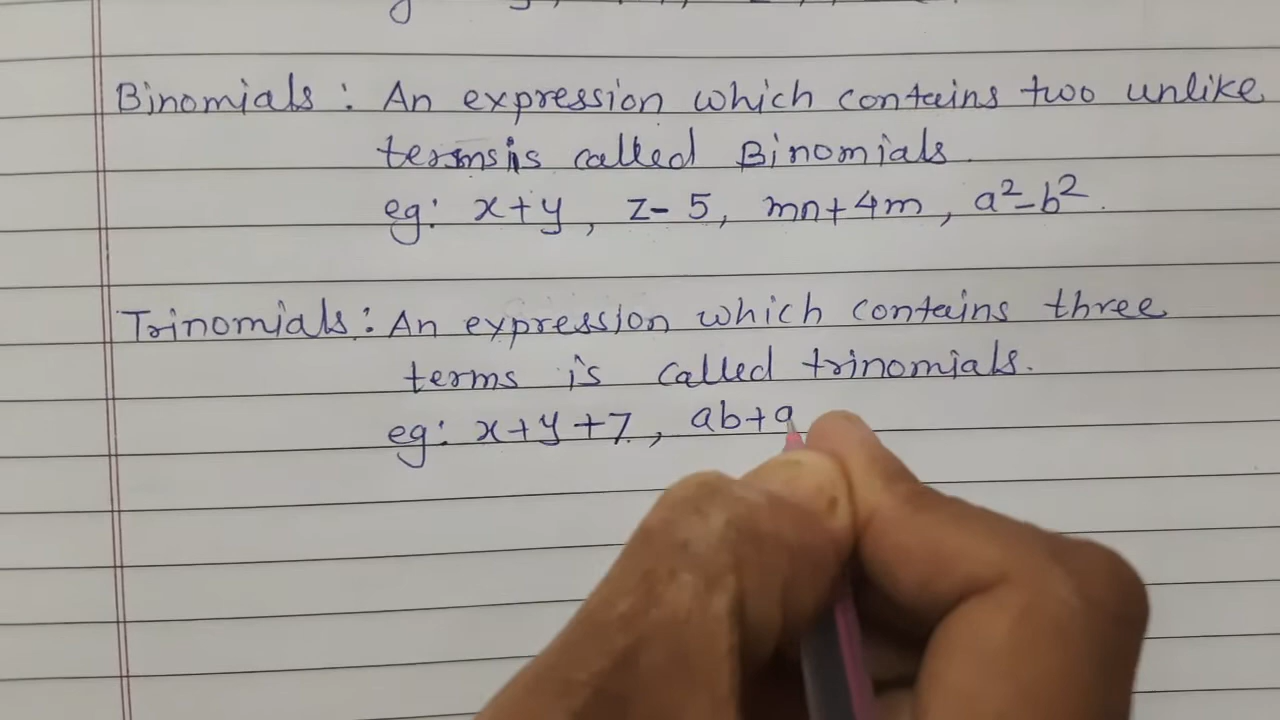 Binomials : An expression which contains two unlike
terms is called Binomials
eg: x+y, z-5, mn+4m, a²-b².
Trinomials: An expression which contains three
terms is called trinomials.
eg: x+y+7, ab+a